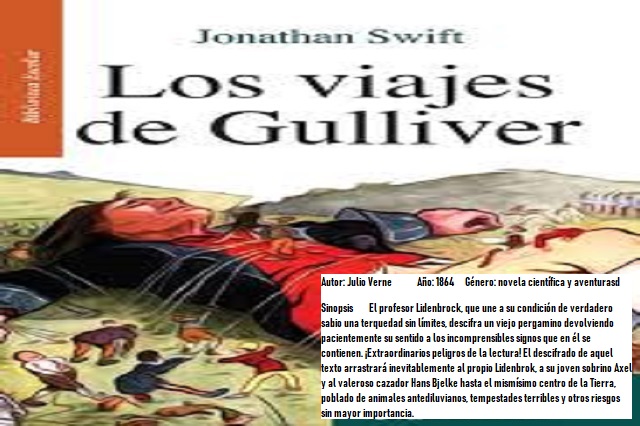 Jonathan Swift
Los viajes
de Gulliver
Biblioteca Escolar
Autor: Julio Verne Año: 1864 Género: novela científica y aventurasd
Sinopsis El profesor Lidenbrock, que une a su condición de verdadero
sabio una terquedad sin límites, descifra un viejo pergamino devolviendo
pacientemente su sentido a los incomprensibles signos que en él se
contienen. ¡Extraordinarios peligros de la lectura! El descifrado de aquel
texto arrastrará inevitablemente al propio Lidenbrok, a su joven sobrino Axel
y al valeroso cazador Hans Bjelke hasta el mismísimo centro de la Tierra,
poblado de animales antediluvianos, tempestades terribles y otros riesgos
sin mayor importancia.